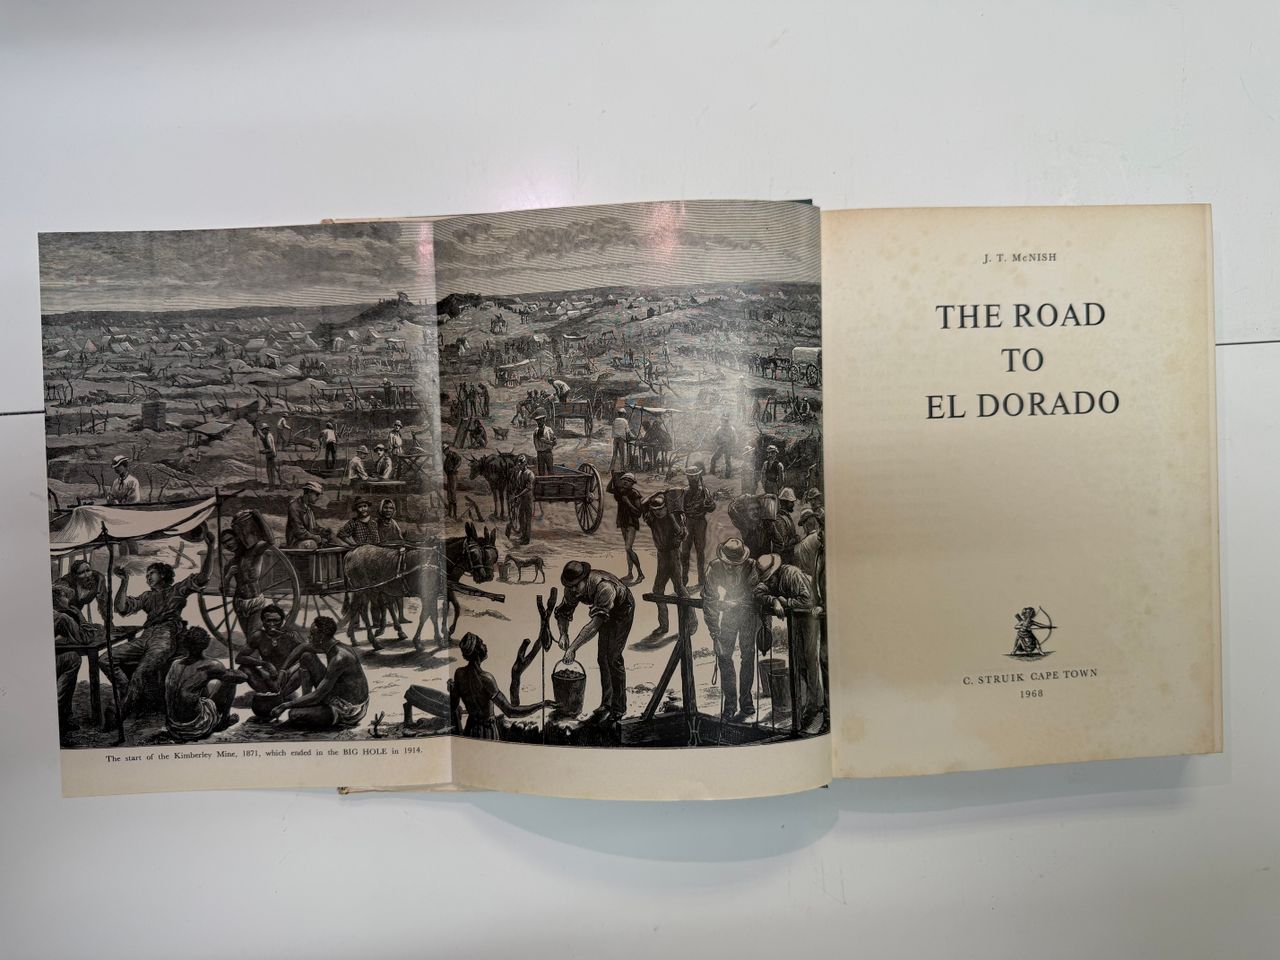 The start of the Kimberley Mine, 1871, which ended in the BIG HOLE in 1914.
J. T. McNISH
THE ROAD
TO
EL DORADO
C. STRUIK CAPE TOWN
1968